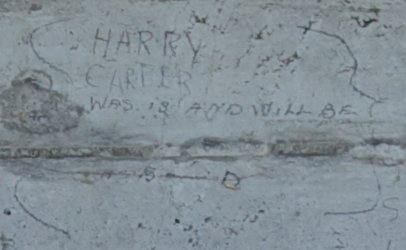 HARRY
CARTER
WAS IS AND WILL BE